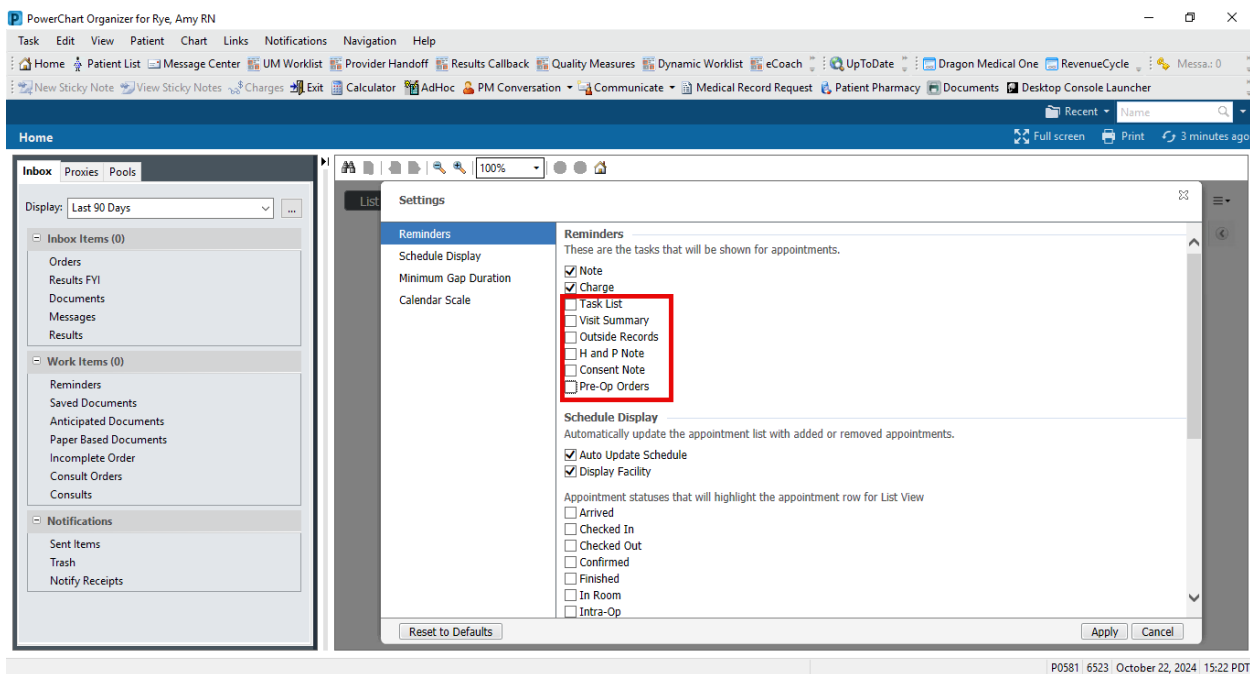 PowerChart Organizer for Rye, Amy RN
Task Edit View Patient Chart Links Notifications Navigation Help
Home Patient List Message Center UM Worklist Provider Handoff Results Callback Quality Measures Dynamic Worklist eCoach UpToDate Dragon Medical One RevenueCycle Messa.: 0
New Sticky Note View Sticky Notes Charges Exit Calculator AdHoc PM Conversation Communicate Medical Record Request Patient Pharmacy Documents Desktop Console Launcher
Recent Name
Home Full screen Print 3 minutes ago
Inbox Proxies Pools
100%
Display: Last 90 Days ...
List
Inbox Items (0)
Orders
Results FYI
Documents
Messages
Results
Work Items (0)
Reminders
Saved Documents
Anticipated Documents
Paper Based Documents
Incomplete Order
Consult Orders
Consults
Notifications
Sent Items
Trash
Notify Receipts
Settings
Reminders
Schedule Display
Minimum Gap Duration
Calendar Scale
Reminders
These are the tasks that will be shown for appointments.
Note
Charge
Task List
Visit Summary
Outside Records
H and P Note
Consent Note
Pre-Op Orders
Schedule Display
Automatically update the appointment list with added or removed appointments.
Auto Update Schedule
Display Facility
Appointment statuses that will highlight the appointment row for List View
Arrived
Checked In
Checked Out
Confirmed
Finished
In Room
Intra-Op
Reset to Defaults Apply Cancel
P0581 6523 October 22, 2024 15:22 PDT